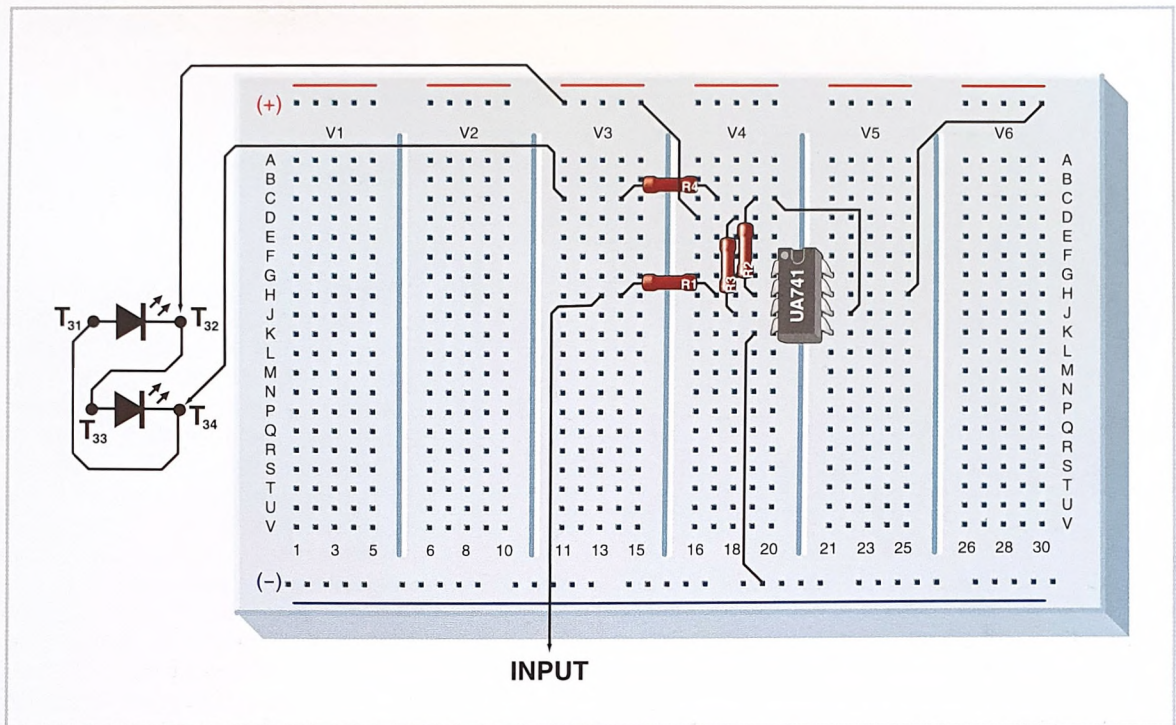 (+)
V1 V2 V3 V4 V5 V6
A A
B B
C R4 C
D D
E E
F F
G R1 R3 R2 UA741 G
H H
T31 T32 J J
K K
L L
M M
N N
P P
T33 T34 Q Q
R R
S S
T T
U U
V V
1 3 5 6 8 10 11 13 15 16 18 20 21 23 25 26 28 30
(−)
INPUT